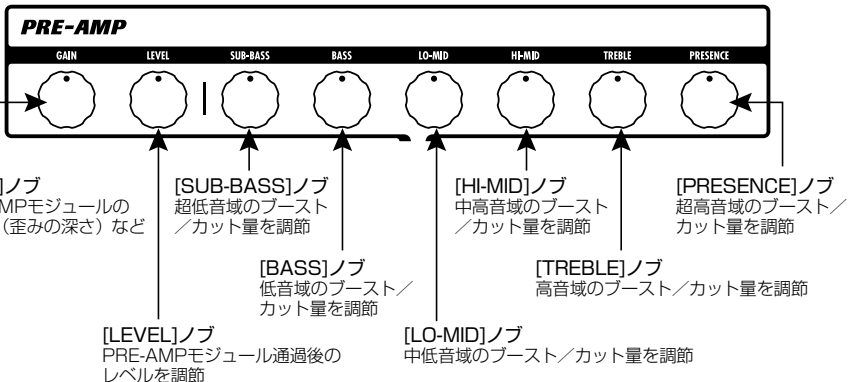 PRE-AMP
GAIN LEVEL SUB-BASS BASS LO-MID HI-MID TREBLE PRESENCE
]ノブ
MPモジュールの
（歪みの深さ）など
[SUB-BASS]ノブ
超低音域のブースト
／カット量を調節
[HI-MID]ノブ
中高音域のブースト
／カット量を調節
[PRESENCE]ノブ
超高音域のブースト／
カット量を調節
[BASS]ノブ
低音域のブースト／
カット量を調節
[TREBLE]ノブ
高音域のブースト／カット量を調節
[LEVEL]ノブ
PRE-AMPモジュール通過後の
レベルを調節
[LO-MID]ノブ
中低音域のブースト／カット量を調節